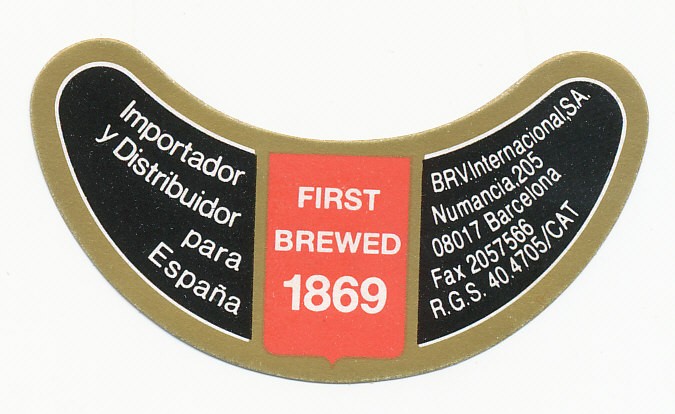 Importador
y Distribuidor
para
España
FIRST
BREWED
1869
B.R.V.Internacional,S.A.
Numancia,205
08017 Barcelona
Fax 2057566
R.G.S. 40.4705/CAT